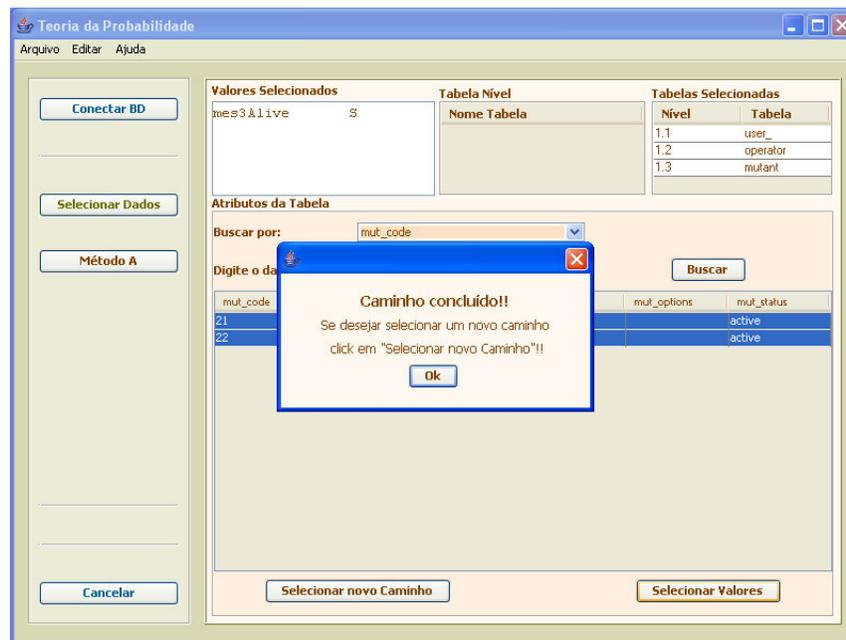 Teoria da Probabilidade
Arquivo Editar Ajuda
Conectar BD
Selecionar Dados
Método A
Cancelar
Valores Selecionados
mes3Alive S
Tabela Nível
Nome Tabela
Tabelas Selecionadas
Nível Tabela
1.1 user_
1.2 operator
1.3 mutant
Atributos da Tabela
Buscar por: mut_code
Digite o da
Buscar
mut_code mut_options mut_status
21 active
22 active
Caminho concluído!!
Se desejar selecionar um novo caminho
click em "Selecionar novo Caminho"!!
Ok
Selecionar novo Caminho Selecionar Valores